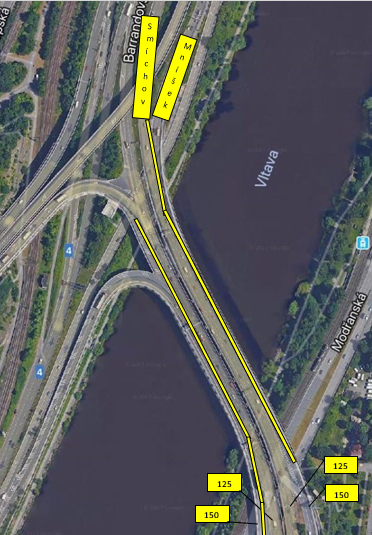 Barrandov
Smíchov
Mníšek
Vltava
4
Modřanská
4
125
125
150
150